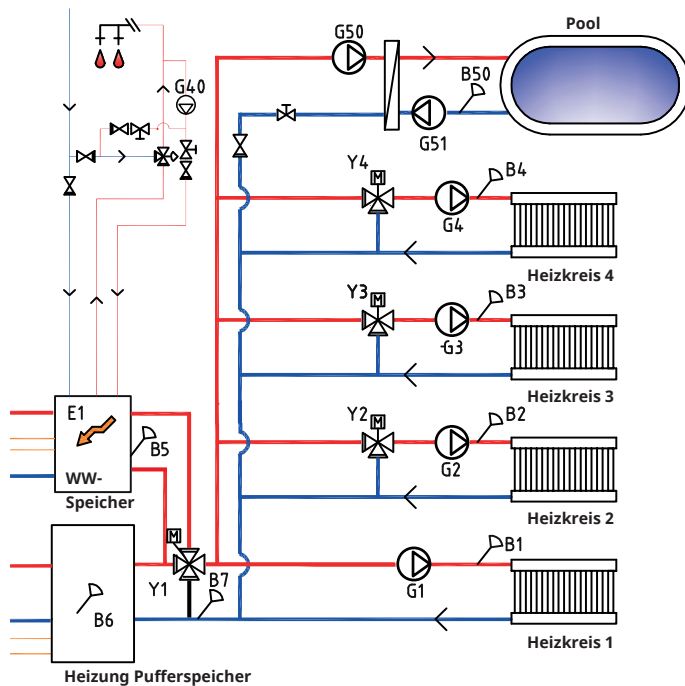 Pool
G50
G40
B50
G51
Y4
B4
G4
Heizkreis 4
Y3
B3
-G3
Heizkreis 3
Y2
B2
G2
Heizkreis 2
E1
B5
WW-
Speicher
M
M
M
M
Y1
B7
B1
G1
B6
Heizkreis 1
Heizung Pufferspeicher